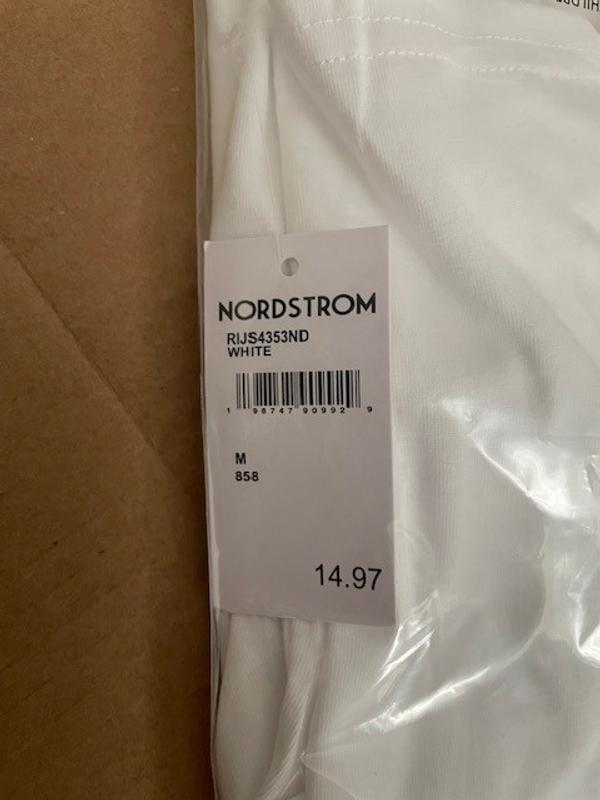 NORDSTROM
RIJS4353ND
WHITE
1 98747 90992 9
M
858
14.97